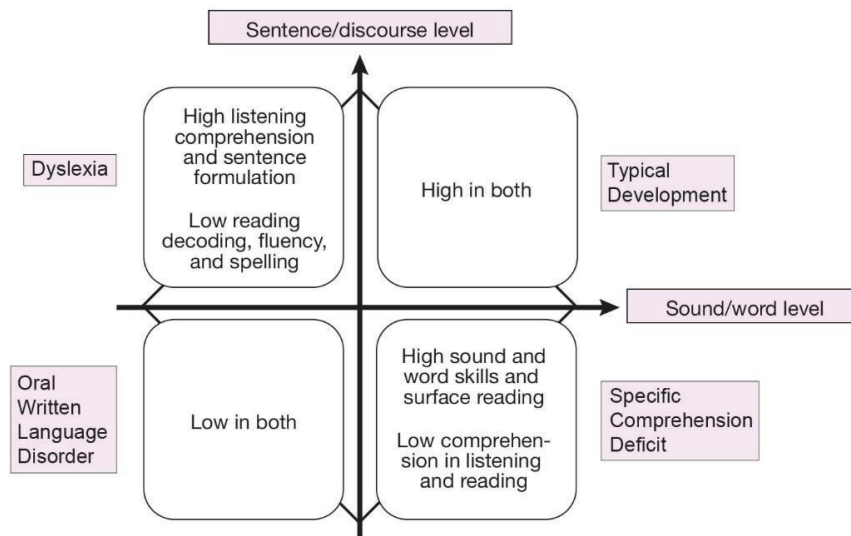 Sentence/discourse level
Dyslexia
High listening
comprehension
and sentence
formulation
Low reading
decoding, fluency,
and spelling
High in both
Typical
Development
Sound/word level
Oral
Written
Language
Disorder
Low in both
High sound and
word skills and
surface reading
Low comprehen-
sion in listening
and reading
Specific
Comprehension
Deficit